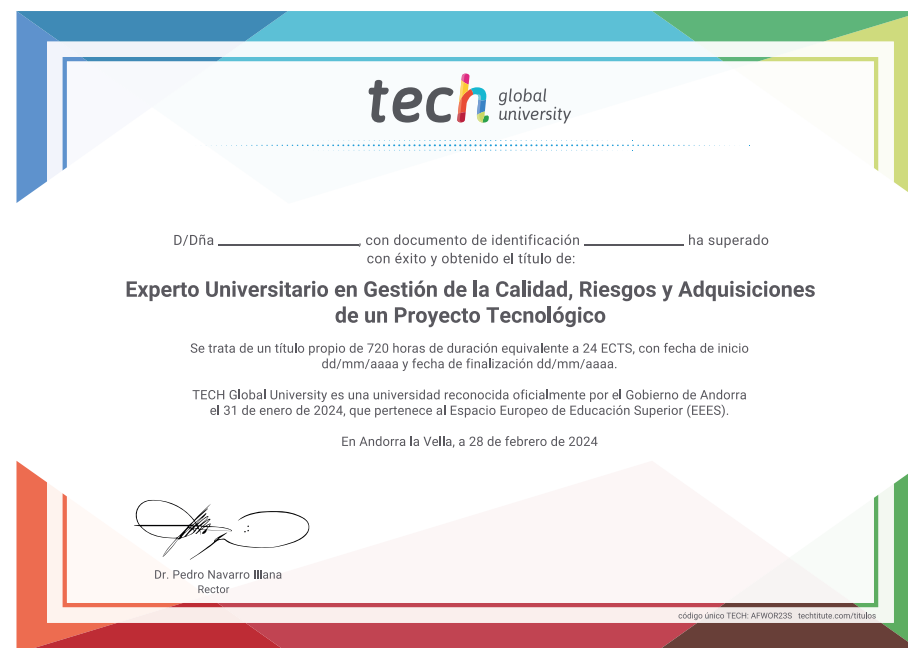 tech global
university
D/Dña ____________, con documento de identificación ____________ ha superado
con éxito y obtenido el título de:
Experto Universitario en Gestión de la Calidad, Riesgos y Adquisiciones
de un Proyecto Tecnológico
Se trata de un título propio de 720 horas de duración equivalente a 24 ECTS, con fecha de inicio
dd/mm/aaaa y fecha de finalización dd/mm/aaaa.
TECH Global University es una universidad reconocida oficialmente por el Gobierno de Andorra
el 31 de enero de 2024, que pertenece al Espacio Europeo de Educación Superior (EEES).
En Andorra la Vella, a 28 de febrero de 2024
Dr. Pedro Navarro Illana
Rector
código único TECH: AFWOR23S techtitute.com/titulos